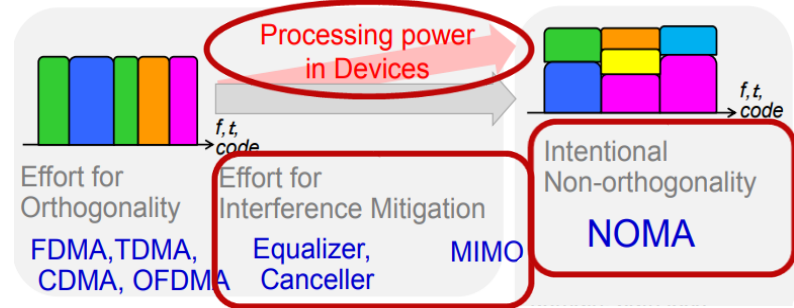 Processing power
in Devices
f,t,
code
f,t,
code
Effort for
Orthogonality
FDMA,TDMA,
CDMA, OFDMA
Effort for
Interference Mitigation
Equalizer,
Canceller
MIMO
Intentional
Non-orthogonality
NOMA